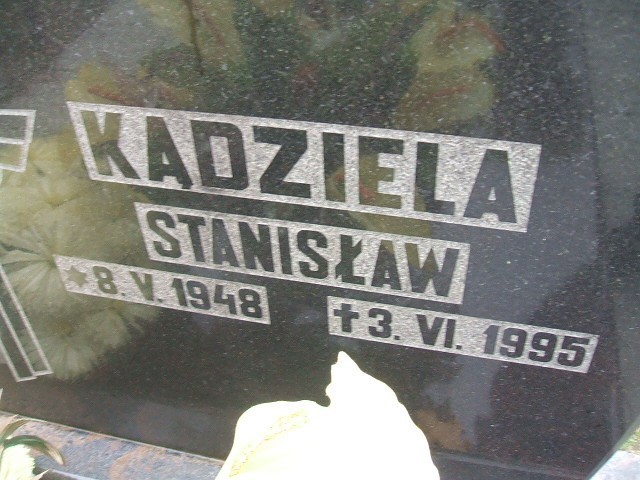 KĄDZIELA
STANISŁAW
* 8. V. 1948 † 3. VI. 1995